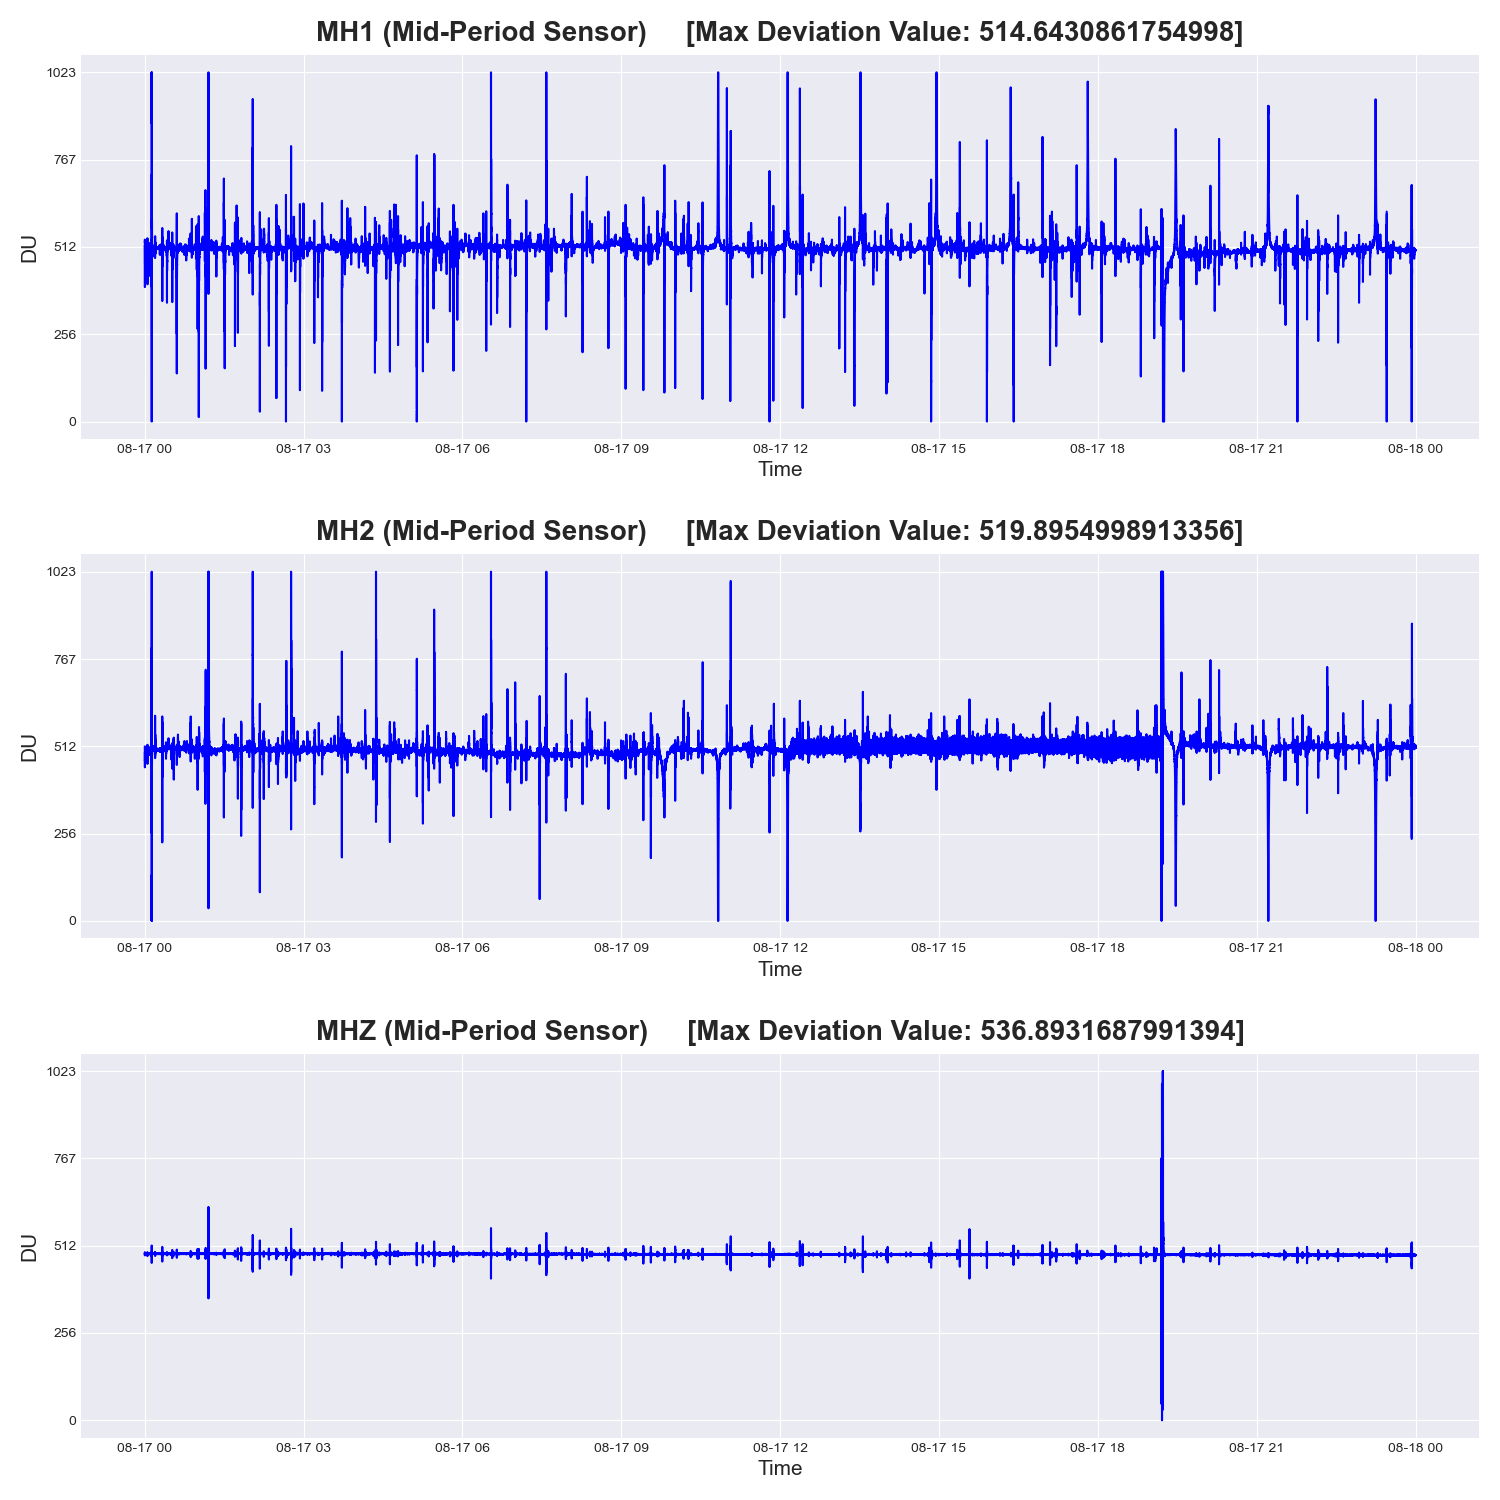 MH1 (Mid-Period Sensor) [Max Deviation Value: 514.6430861754998]
1023
767
512
256
0
DU
08-17 00 08-17 03 08-17 06 08-17 09 08-17 12 08-17 15 08-17 18 08-17 21 08-18 00
Time
MH2 (Mid-Period Sensor) [Max Deviation Value: 519.8954998913356]
1023
767
512
256
0
DU
08-17 00 08-17 03 08-17 06 08-17 09 08-17 12 08-17 15 08-17 18 08-17 21 08-18 00
Time
MHZ (Mid-Period Sensor) [Max Deviation Value: 536.8931687991394]
1023
767
512
256
0
DU
08-17 00 08-17 03 08-17 06 08-17 09 08-17 12 08-17 15 08-17 18 08-17 21 08-18 00
Time